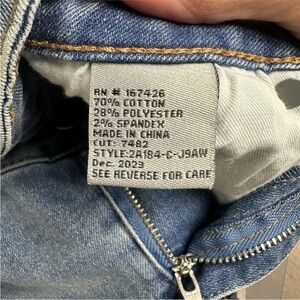 RN # 167426
70% COTTON
28% POLYESTER
2% SPANDEX
MADE IN CHINA
CUT: 7482
STYLE:2A184-C-J9AW
Dec. 2023
SEE REVERSE FOR CARE